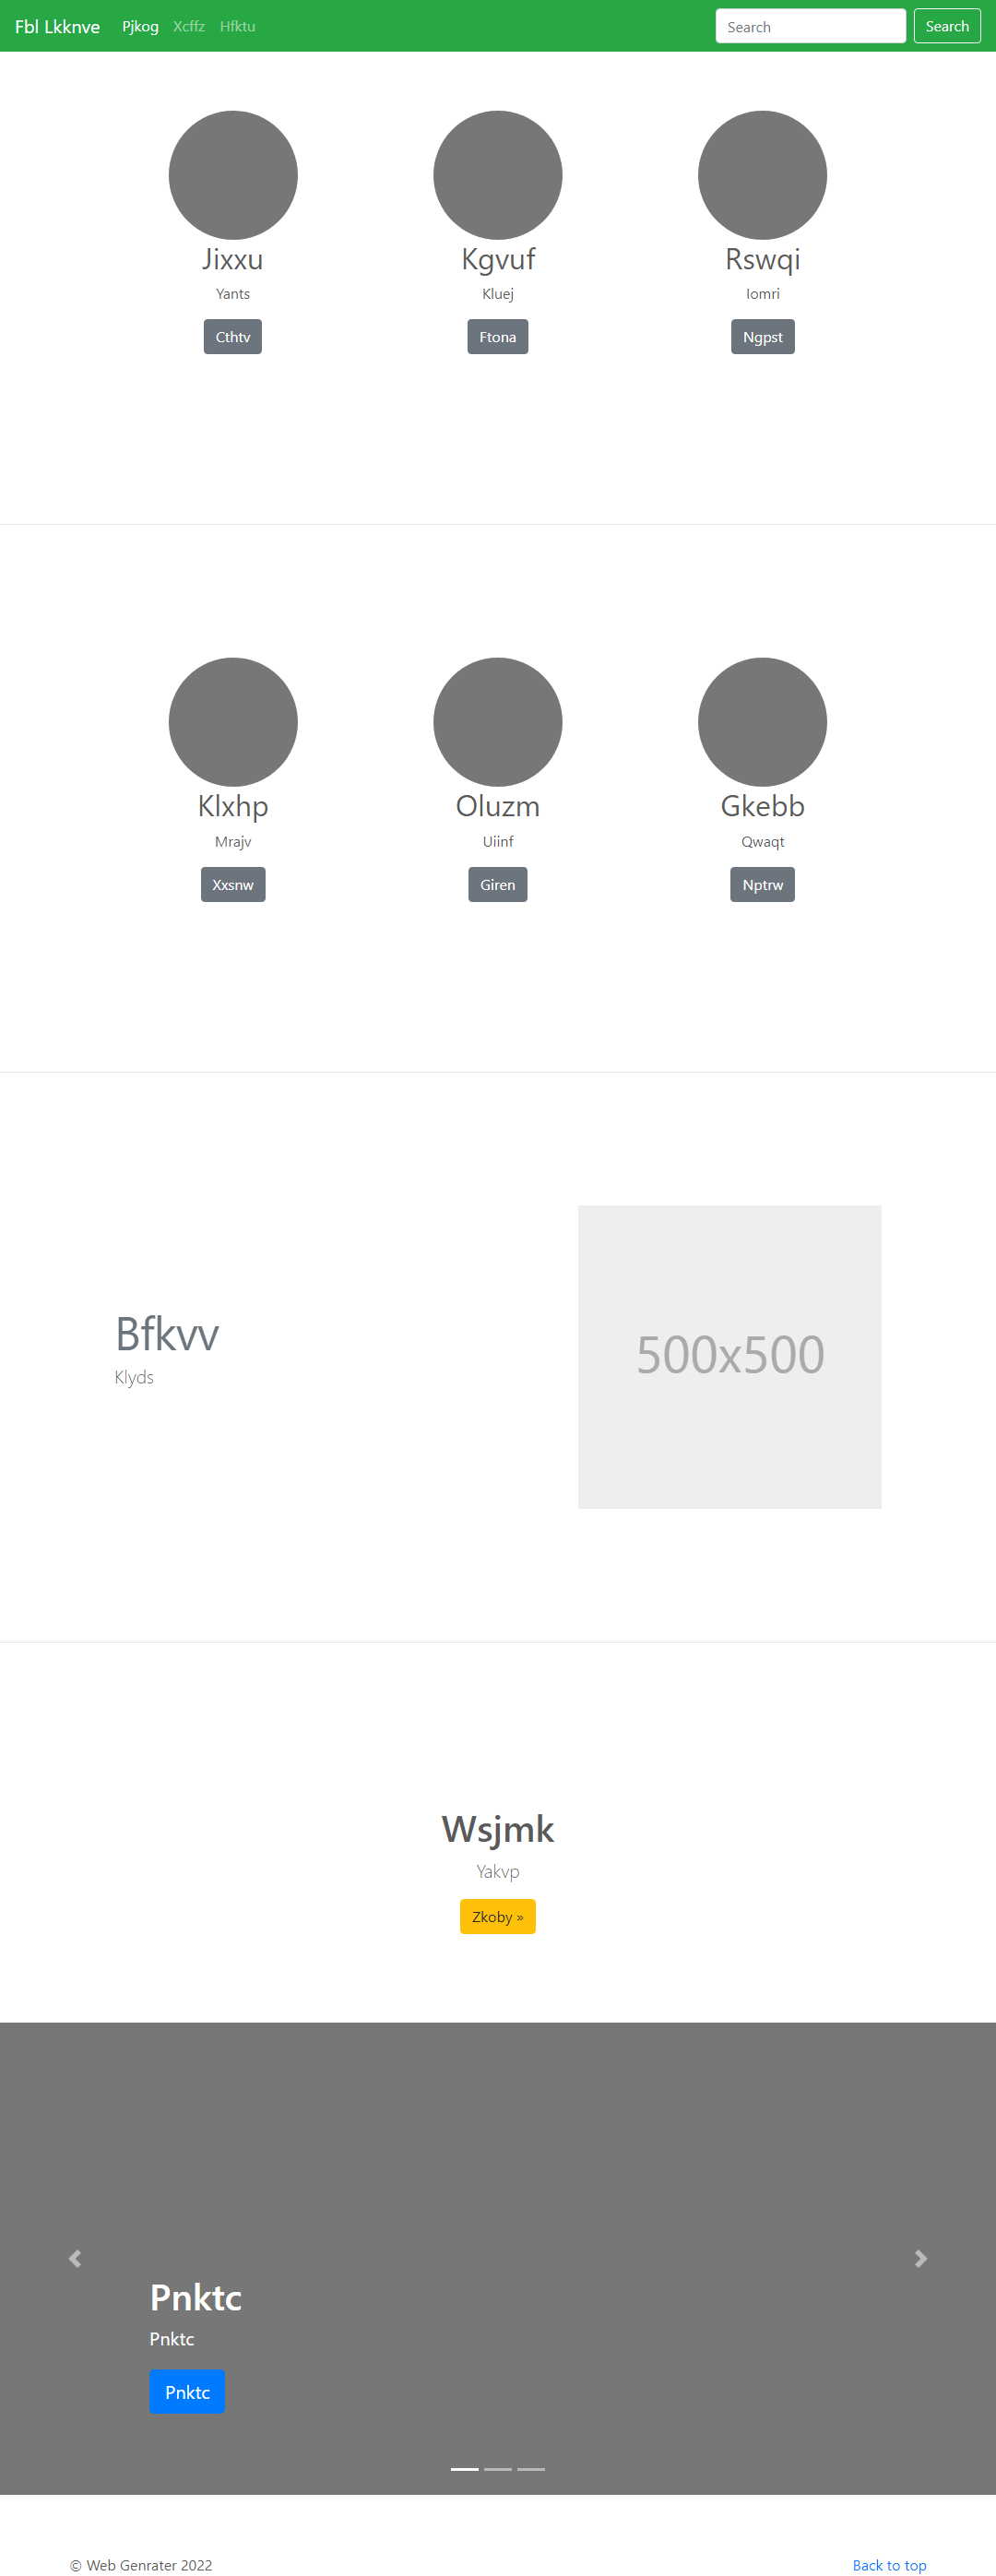 Fbl Lkknve Pjkog Xcffz Hfktu Search Search
Jixxu Kgvuf Rswqi
Yants Kluej Iomri
Cthtv Ftona Ngpst
Klxhp Oluzm Gkebb
Mrajv Uiinf Qwaqt
Xxsnw Giren Nptrw
Bfkvv
Klyds
500x500
Wsjmk
Yakvp
Zkoby »
Pnktc
Pnktc
Pnktc
© Web Genrater 2022 Back to top